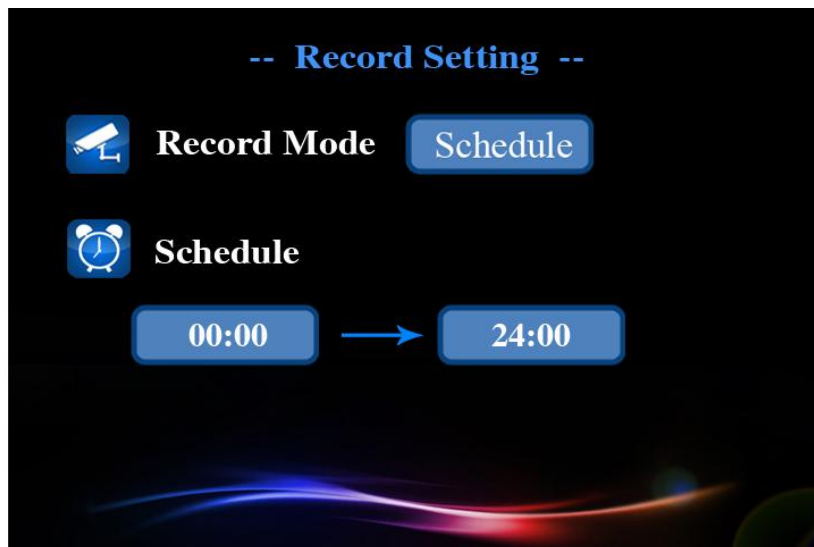 -- Record Setting --
Record Mode Schedule
Schedule
00:00 24:00